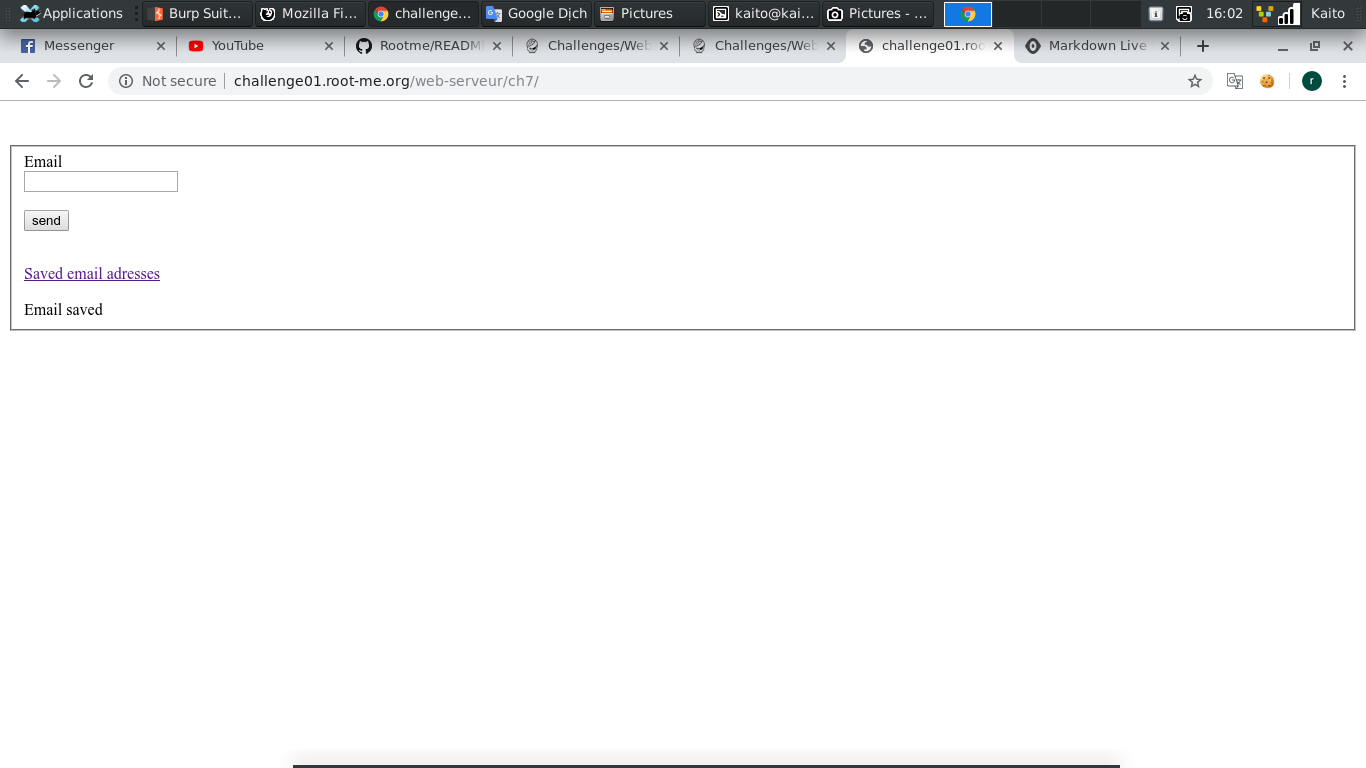 Applications Burp Suit... Mozilla Fi... challenge... Google Dịch Pictures kaito@kai... Pictures - ... 16:02 Kaito
Messenger YouTube Rootme/READM Challenges/Web Challenges/Web challenge01.roo Markdown Live
Not secure challenge01.root-me.org/web-serveur/ch7/ r
Email
send
Saved email adresses
Email saved